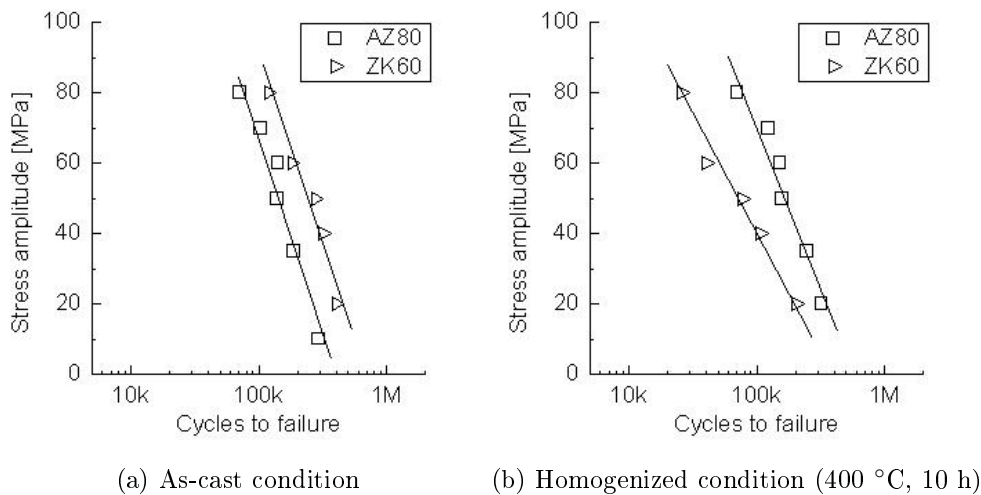 100
80
60
40
20
0
Stress amplitude [MPa]
AZ80
ZK60
10k 100k 1M
Cycles to failure
(a) As-cast condition
100
80
60
40
20
0
Stress amplitude [MPa]
AZ80
ZK60
10k 100k 1M
Cycles to failure
(b) Homogenized condition (400 °C, 10 h)